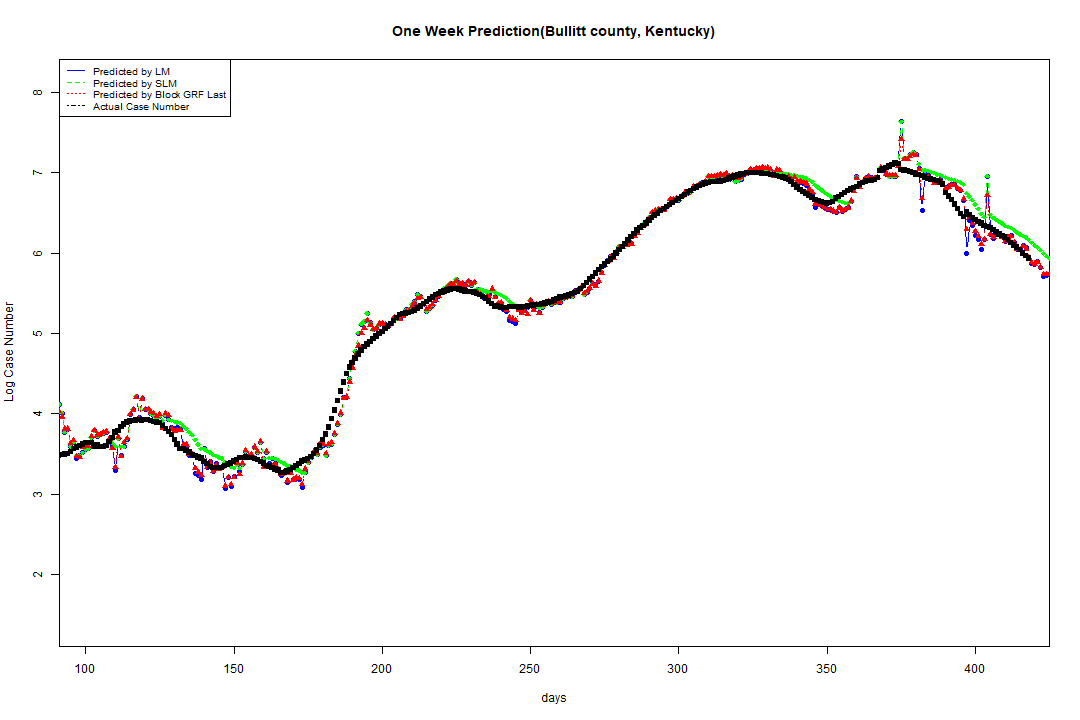 One Week Prediction(Bullitt county, Kentucky)
Predicted by LM
Predicted by SLM
Predicted by Block GRF Last
Actual Case Number
8
7
6
5
4
3
2
Log Case Number
100 150 200 250 300 350 400
days